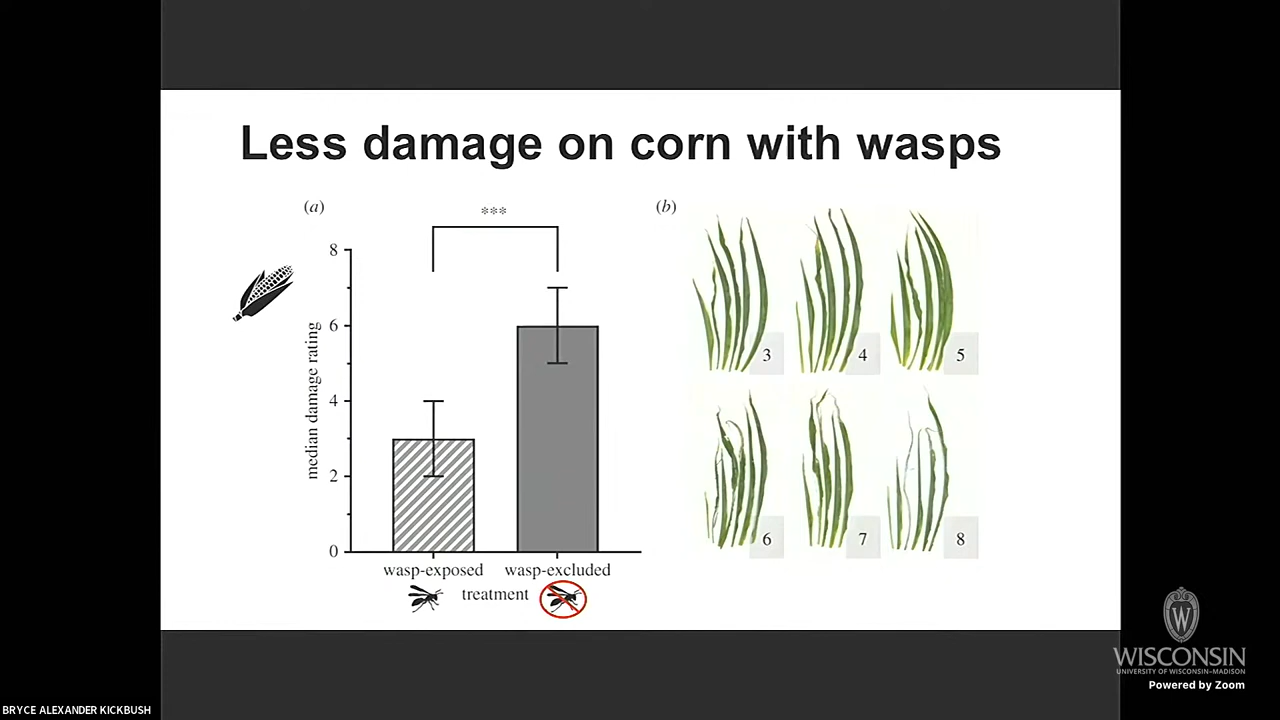 Less damage on corn with wasps
(a)
***
(b)
8
6
4
2
0
median damage rating
wasp-exposed
wasp-excluded
treatment
3
4
5
6
7
8
W
WISCONSIN
UNIVERSITY OF WISCONSIN–MADISON
Powered by Zoom
BRYCE ALEXANDER KICKBUSH